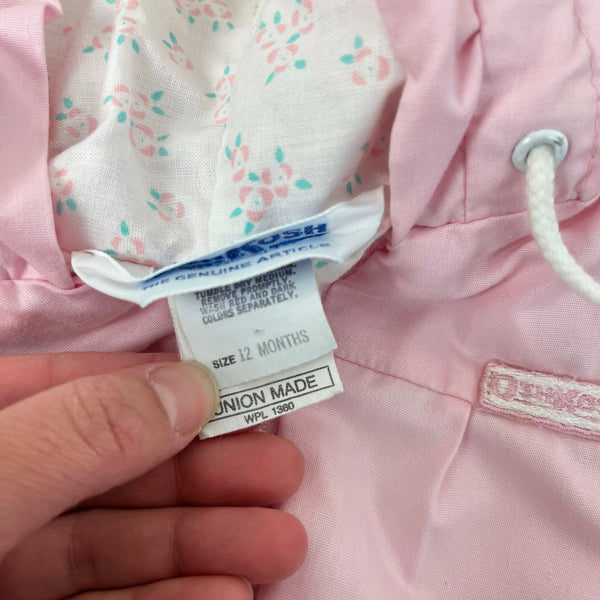 KOSH
THE GENUINE ARTICLE
TUMBLE DRY MEDIUM.
REMOVE PROMPTLY.
WASH RED AND DARK
COLORS SEPARATELY.
SIZE 12 MONTHS
UNION MADE
WPL 1360